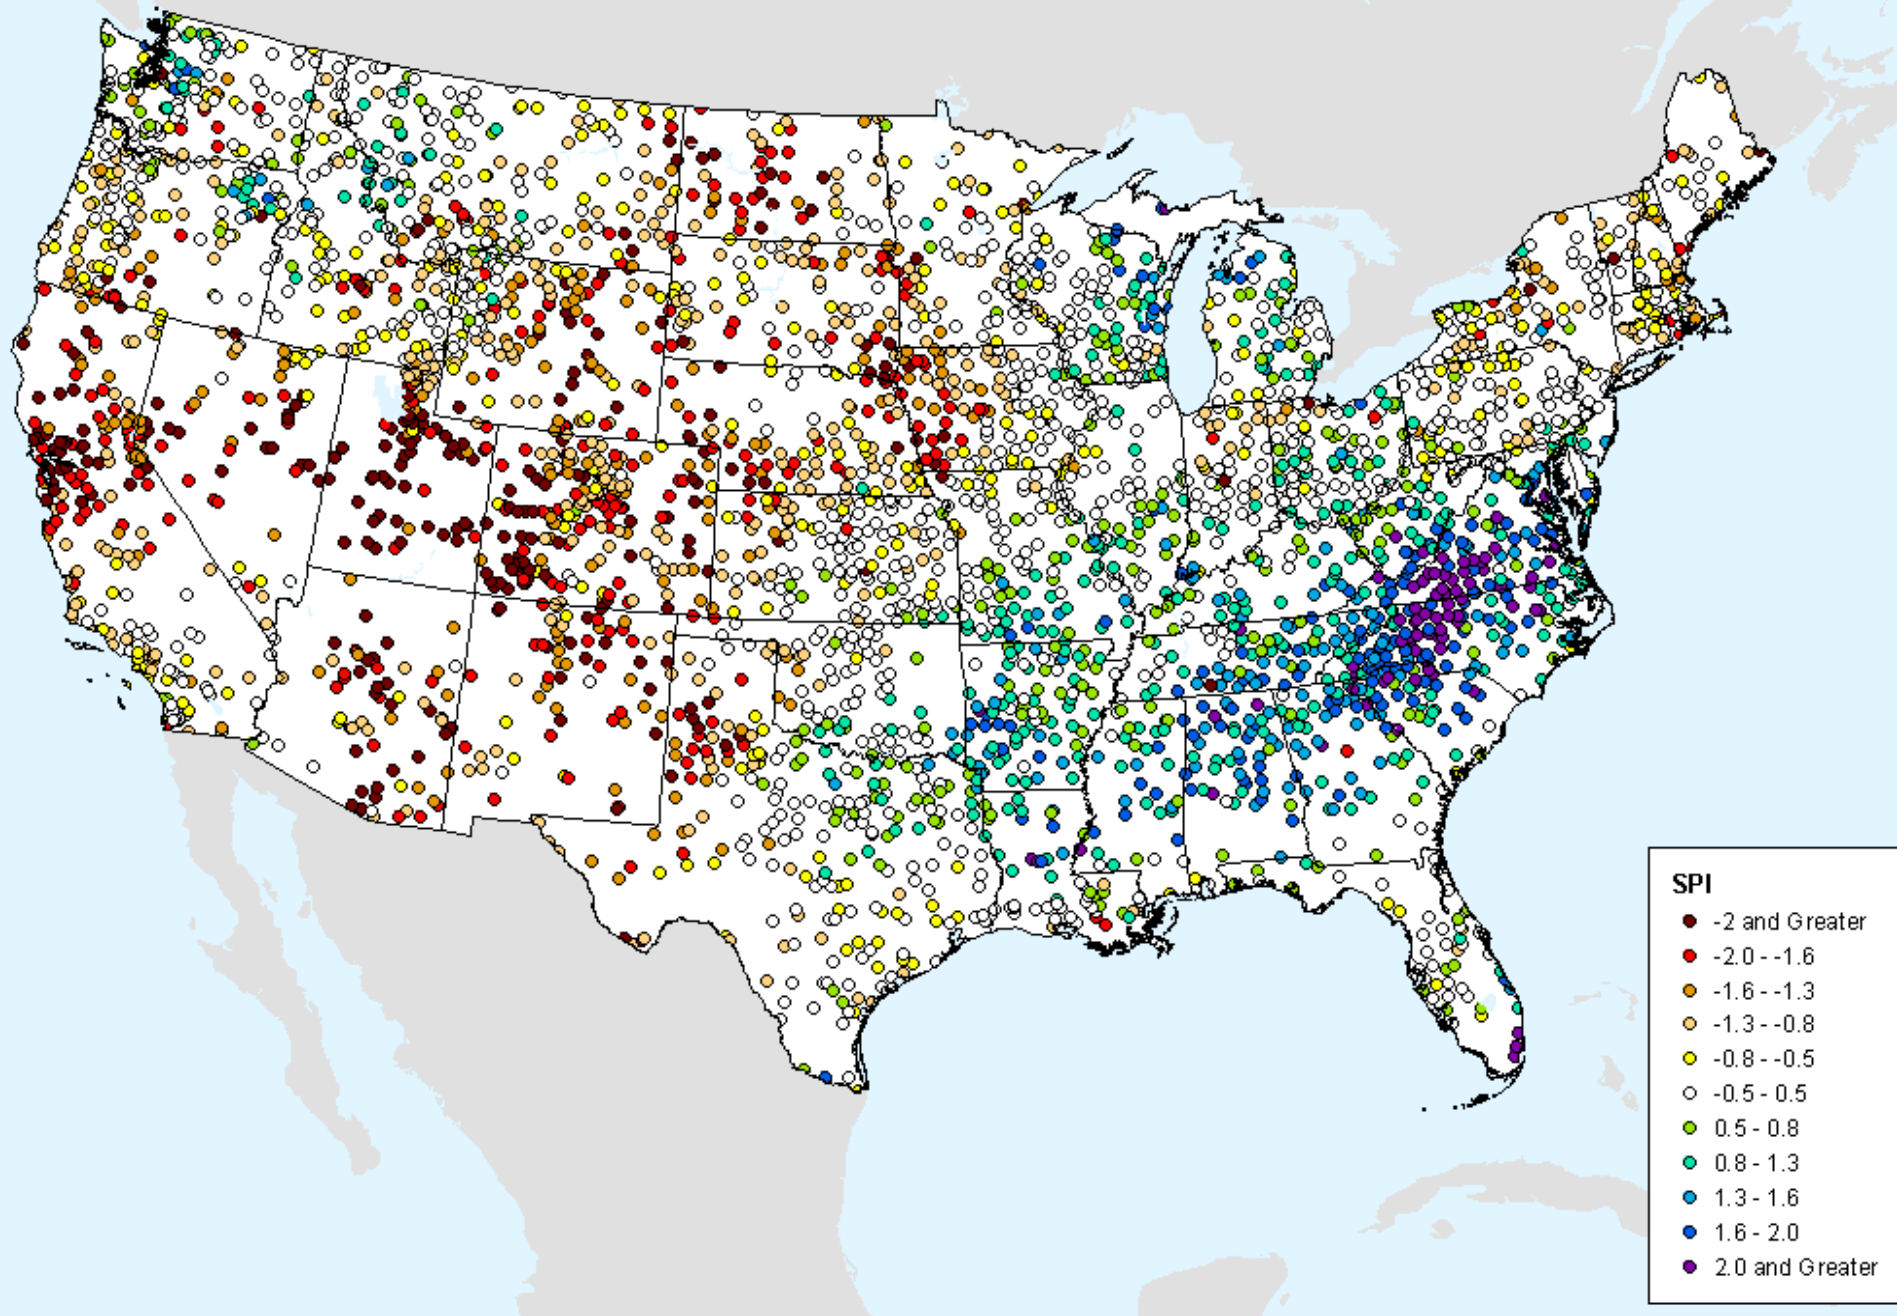 SPI
-2 and Greater
-2.0 - -1.6
-1.6 - -1.3
-1.3 - -0.8
-0.8 - -0.5
-0.5 - 0.5
0.5 - 0.8
0.8 - 1.3
1.3 - 1.6
1.6 - 2.0
2.0 and Greater